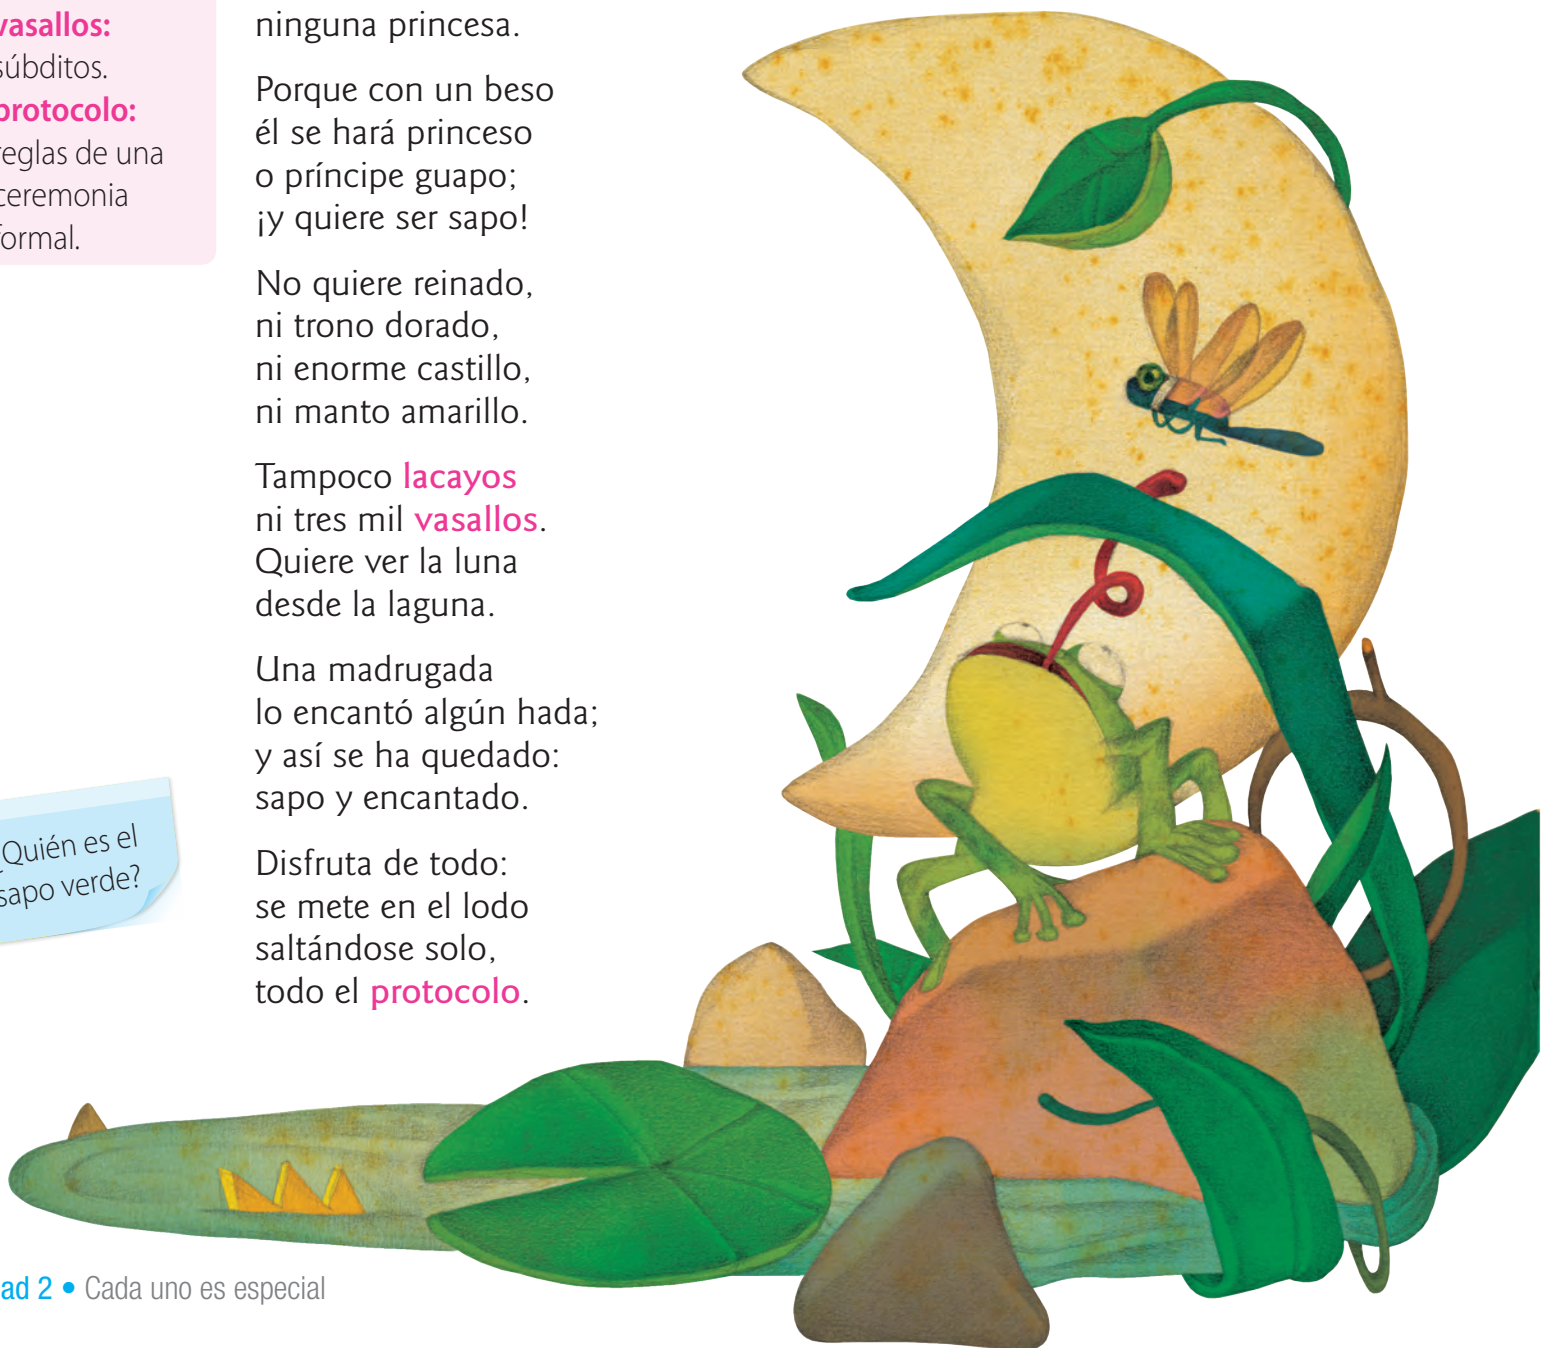 vasallos:
súbditos.
protocolo:
reglas de una
ceremonia
formal.
ninguna princesa.
Porque con un beso
él se hará princeso
o príncipe guapo;
¡y quiere ser sapo!
No quiere reinado,
ni trono dorado,
ni enorme castillo,
ni manto amarillo.
Tampoco lacayos
ni tres mil vasallos.
Quiere ver la luna
desde la laguna.
Una madrugada
lo encantó algún hada;
y así se ha quedado:
sapo y encantado.
Disfruta de todo:
se mete en el lodo
saltándose solo,
todo el protocolo.
¿Quién es el
sapo verde?
ad 2 • Cada uno es especial